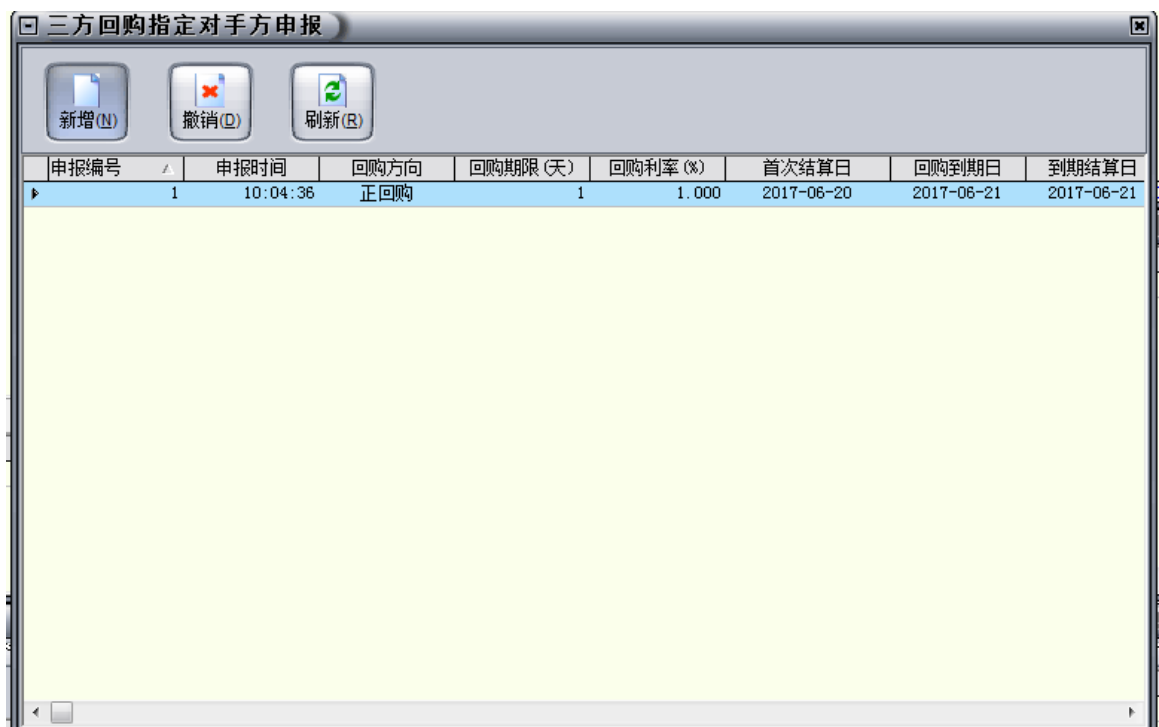 三方回购指定对手方申报
新增(N) 撤销(D) 刷新(R)
申报编号 申报时间 回购方向 回购期限(天) 回购利率(%) 首次结算日 回购到期日 到期结算日
1 10:04:36 正回购 1 1.000 2017-06-20 2017-06-21 2017-06-21